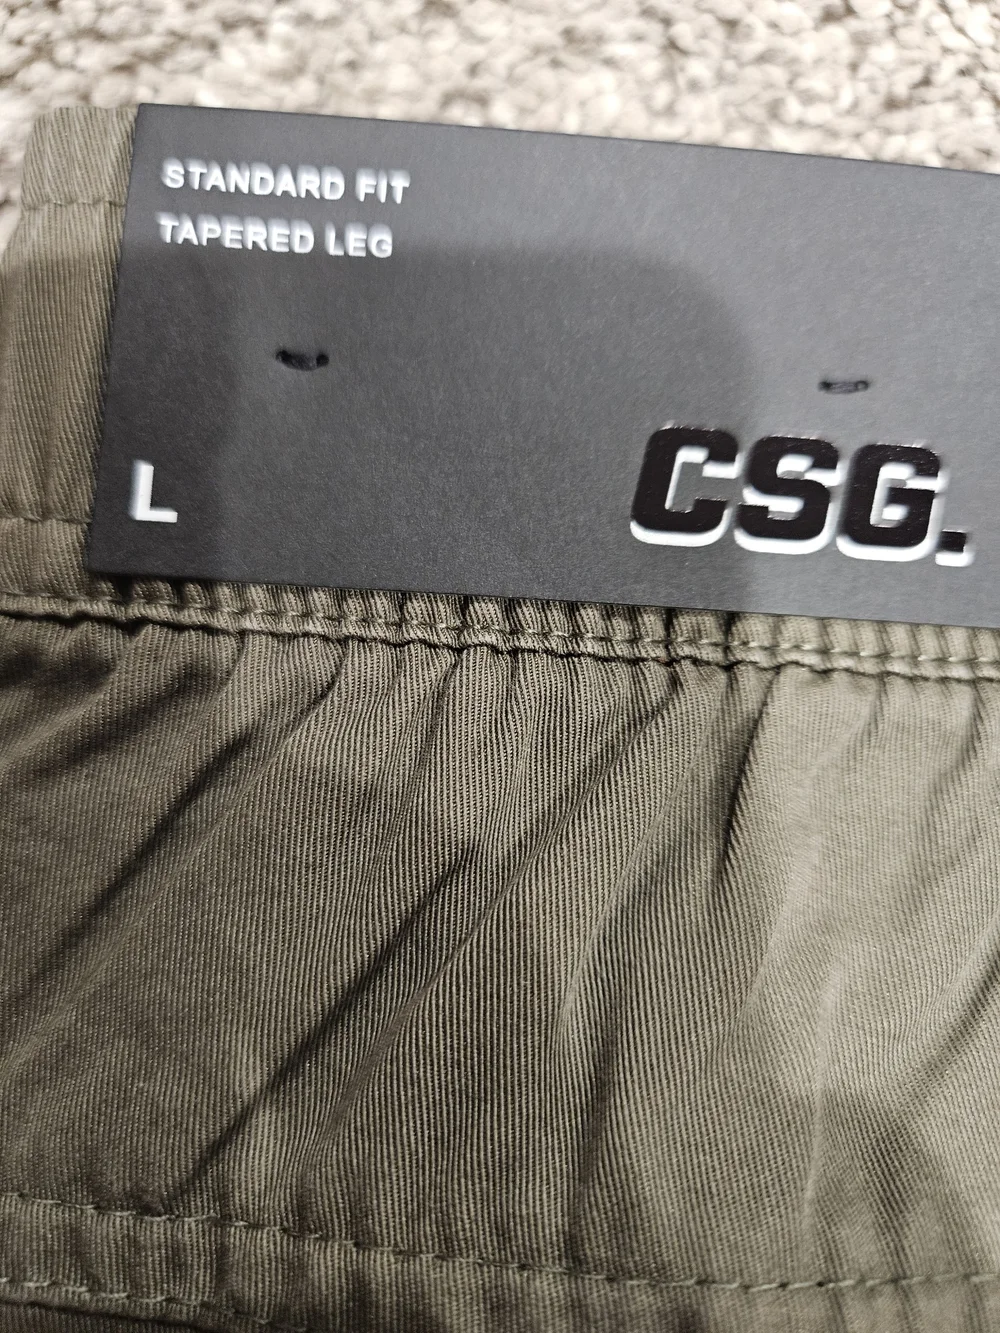 STANDARD FIT
TAPERED LEG
L
CSG.